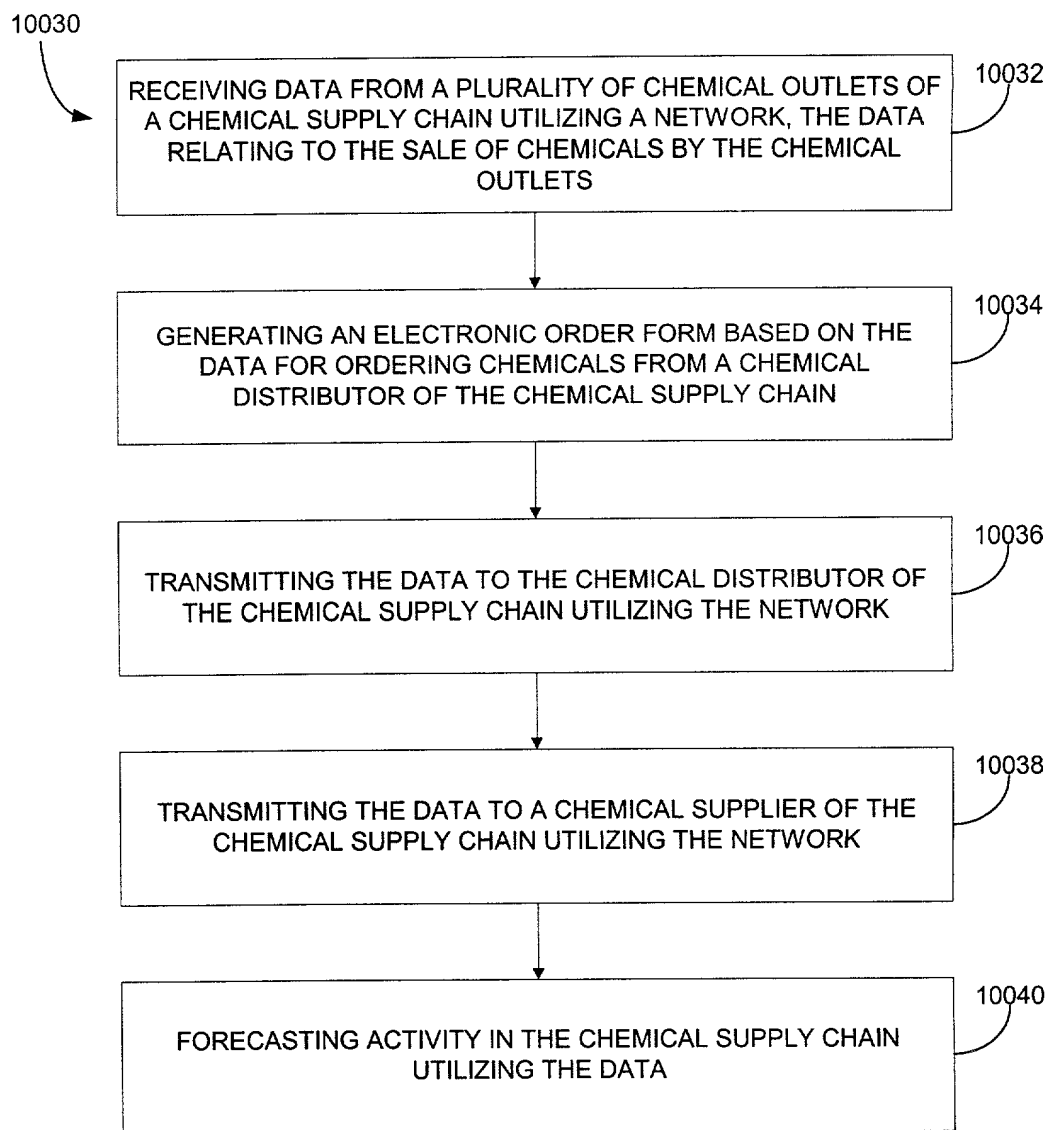 10030
10032
RECEIVING DATA FROM A PLURALITY OF CHEMICAL OUTLETS OF
A CHEMICAL SUPPLY CHAIN UTILIZING A NETWORK, THE DATA
RELATING TO THE SALE OF CHEMICALS BY THE CHEMICAL
OUTLETS
10034
GENERATING AN ELECTRONIC ORDER FORM BASED ON THE
DATA FOR ORDERING CHEMICALS FROM A CHEMICAL
DISTRIBUTOR OF THE CHEMICAL SUPPLY CHAIN
10036
TRANSMITTING THE DATA TO THE CHEMICAL DISTRIBUTOR OF
THE CHEMICAL SUPPLY CHAIN UTILIZING THE NETWORK
10038
TRANSMITTING THE DATA TO A CHEMICAL SUPPLIER OF THE
CHEMICAL SUPPLY CHAIN UTILIZING THE NETWORK
10040
FORECASTING ACTIVITY IN THE CHEMICAL SUPPLY CHAIN
UTILIZING THE DATA